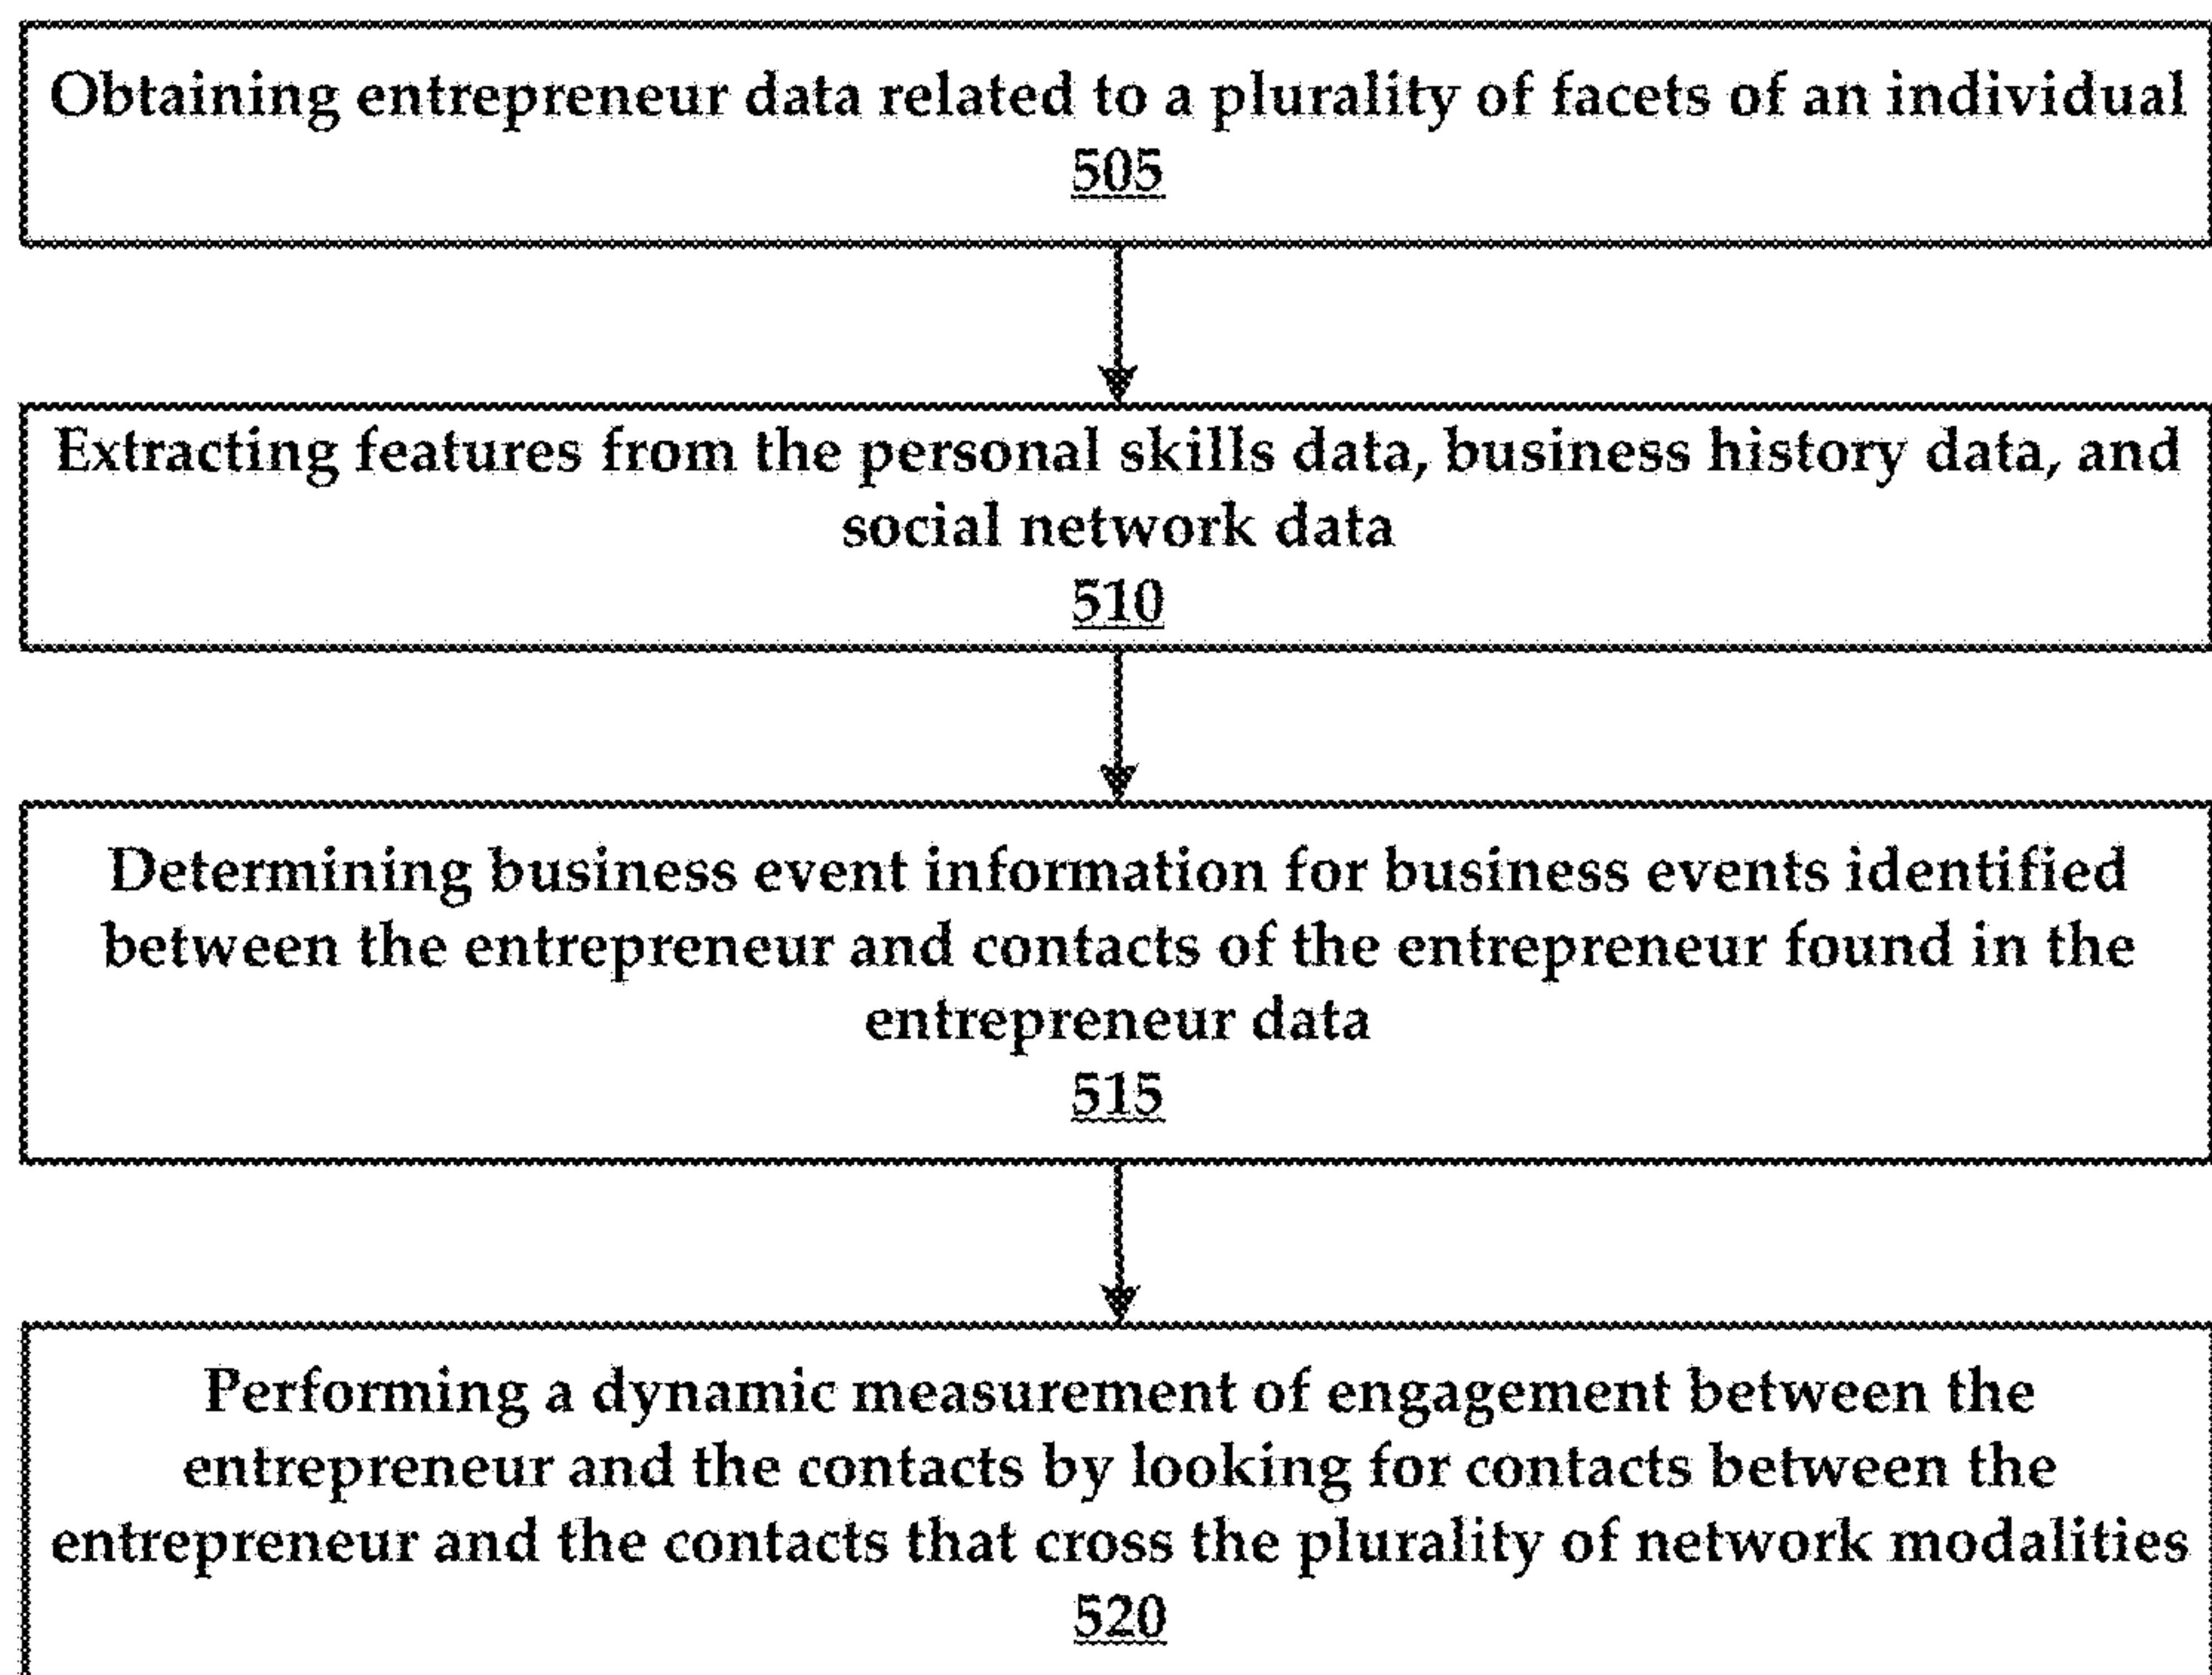 Obtaining entrepreneur data related to a plurality of facets of an individual
505
Extracting features from the personal skills data, business history data, and
social network data
510
Determining business event information for business events identified
between the entrepreneur and contacts of the entrepreneur found in the
entrepreneur data
515
Performing a dynamic measurement of engagement between the
entrepreneur and the contacts by looking for contacts between the
entrepreneur and the contacts that cross the plurality of network modalities
520